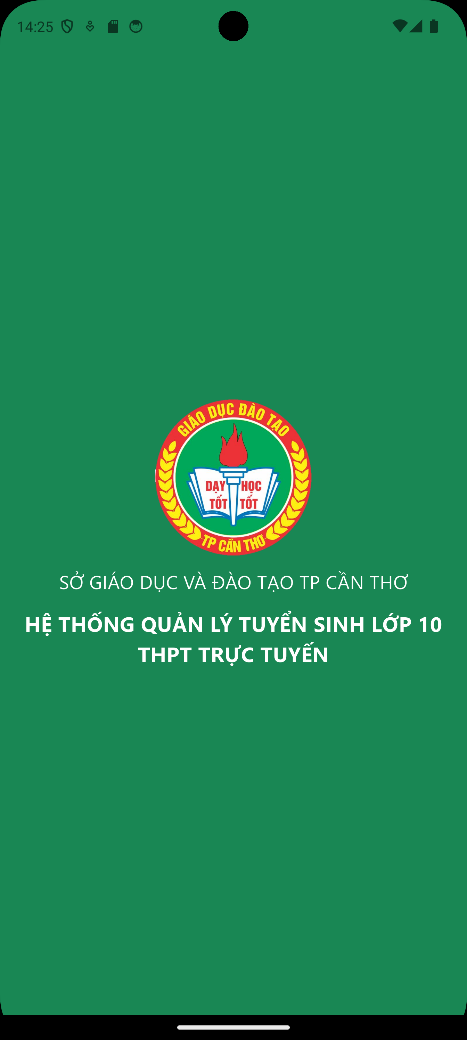 14:25
GIÁO DỤC ĐÀO TẠO
DẠY HỌC
TỐT TỐT
TP CẦN THƠ
SỞ GIÁO DỤC VÀ ĐÀO TẠO TP CẦN THƠ
HỆ THỐNG QUẢN LÝ TUYỂN SINH LỚP 10
THPT TRỰC TUYẾN